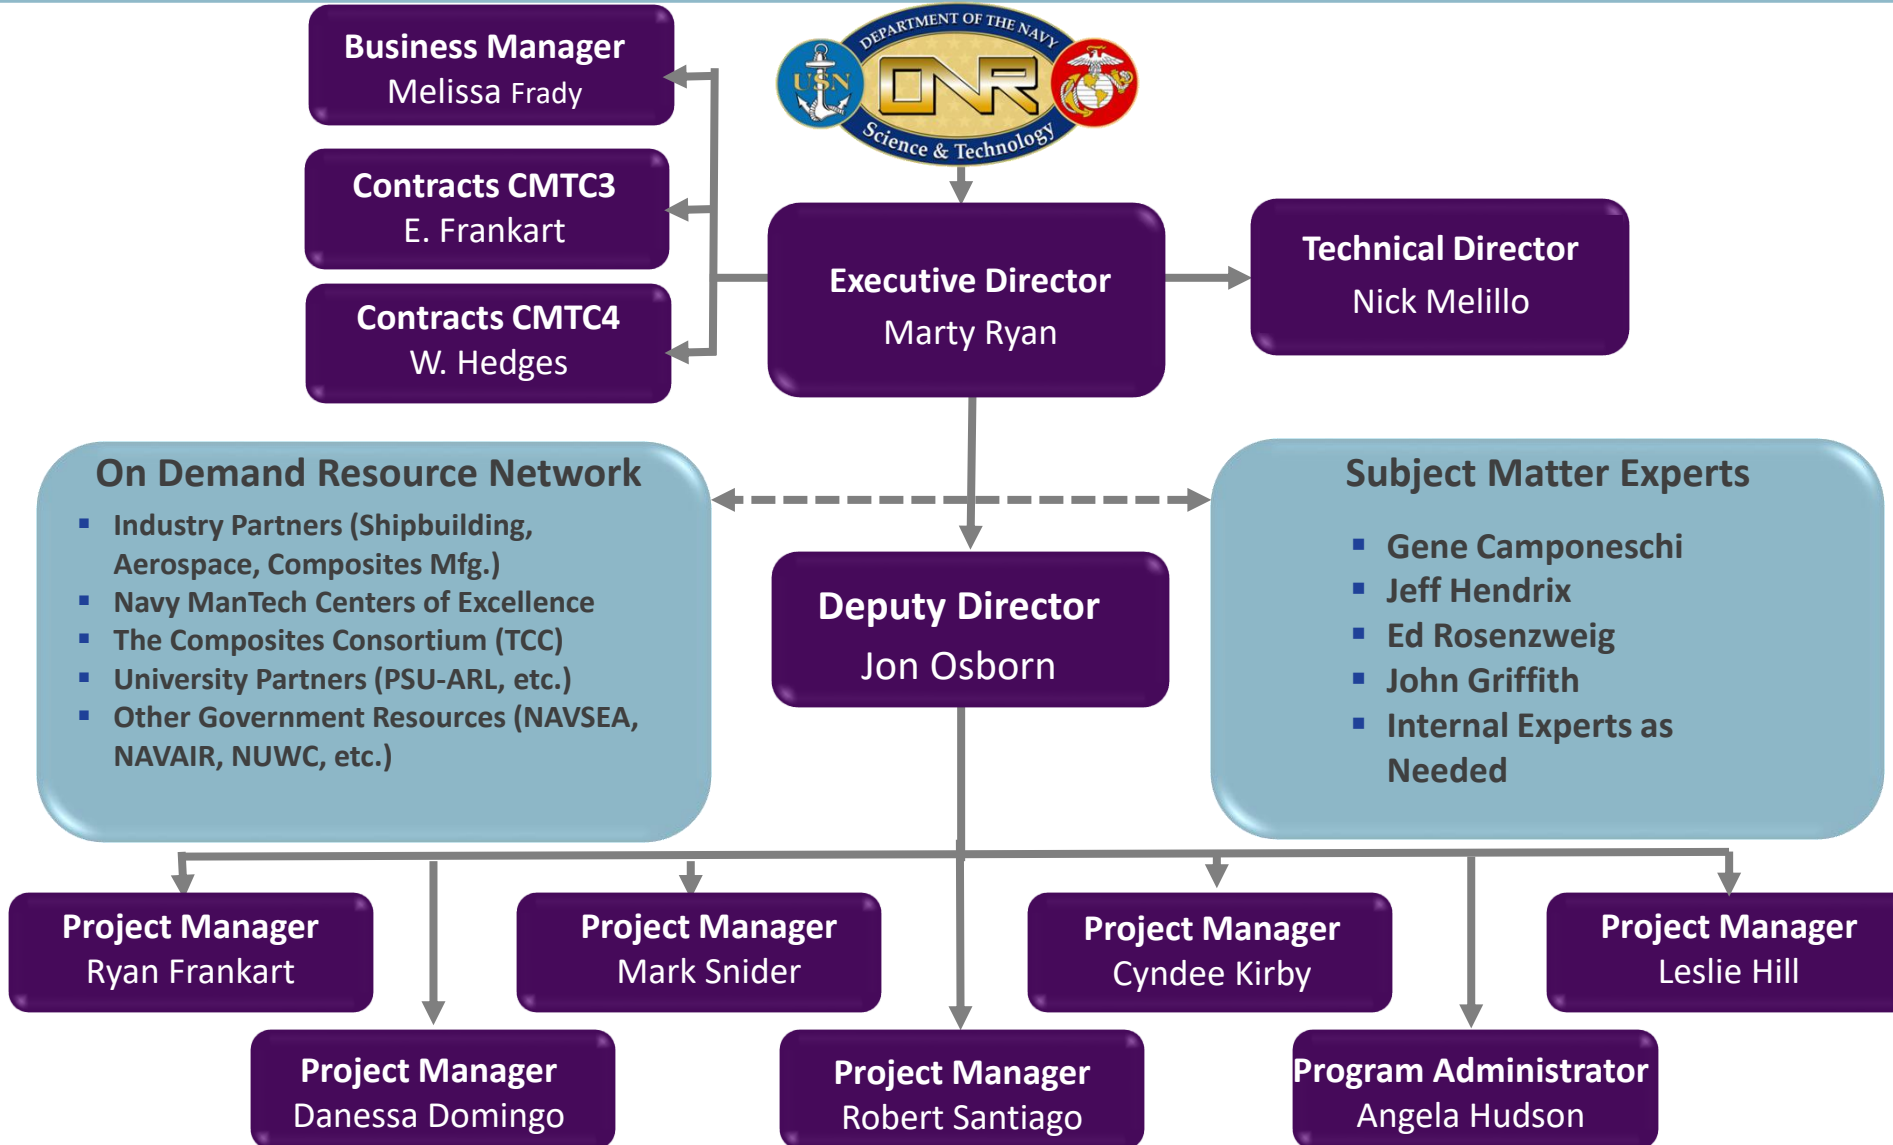 DEPARTMENT OF THE NAVY
USN
ONR
Science & Technology
Business Manager
Melissa Frady
Contracts CMTC3
E. Frankart
Contracts CMTC4
W. Hedges
Executive Director
Marty Ryan
Technical Director
Nick Melillo
On Demand Resource Network
▪ Industry Partners (Shipbuilding,
Aerospace, Composites Mfg.)
▪ Navy ManTech Centers of Excellence
▪ The Composites Consortium (TCC)
▪ University Partners (PSU-ARL, etc.)
▪ Other Government Resources (NAVSEA,
NAVAIR, NUWC, etc.)
Deputy Director
Jon Osborn
Subject Matter Experts
▪ Gene Camponeschi
▪ Jeff Hendrix
▪ Ed Rosenzweig
▪ John Griffith
▪ Internal Experts as
Needed
Project Manager
Ryan Frankart
Project Manager
Mark Snider
Project Manager
Cyndee Kirby
Project Manager
Leslie Hill
Project Manager
Danessa Domingo
Project Manager
Robert Santiago
Program Administrator
Angela Hudson